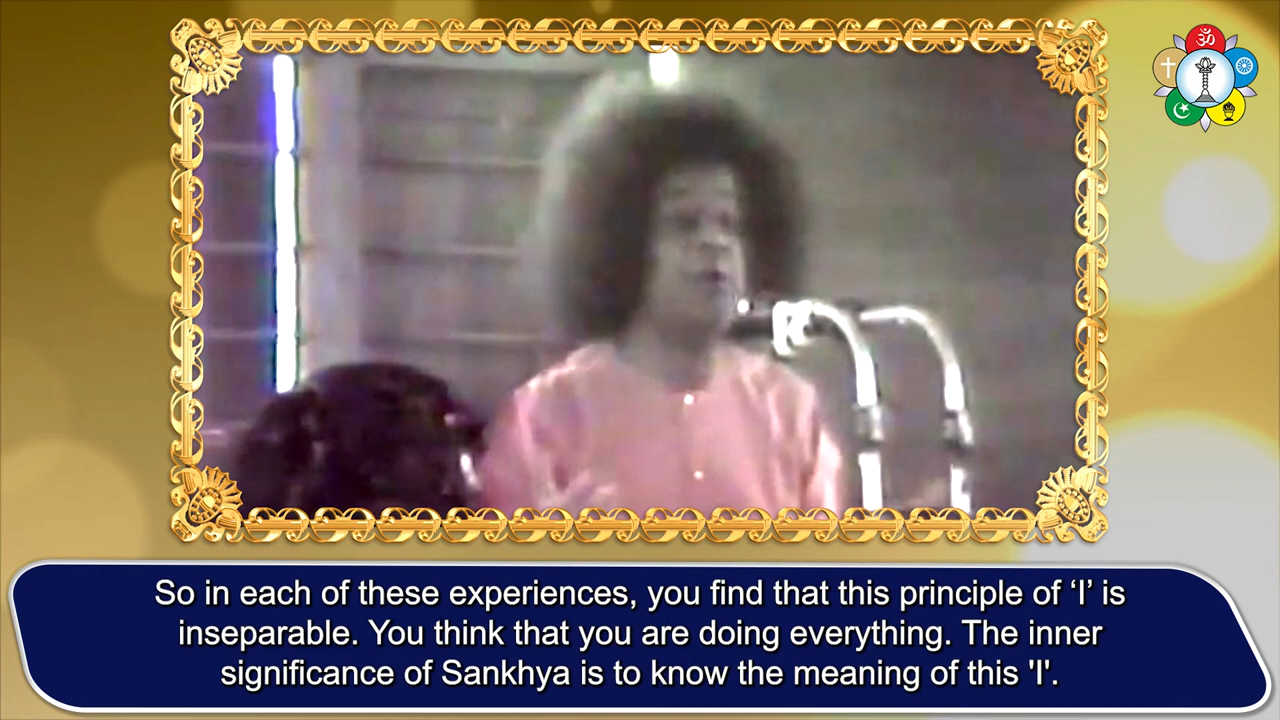 ॐ
So in each of these experiences, you find that this principle of ‘I’ is
inseparable. You think that you are doing everything. The inner
significance of Sankhya is to know the meaning of this 'I'.